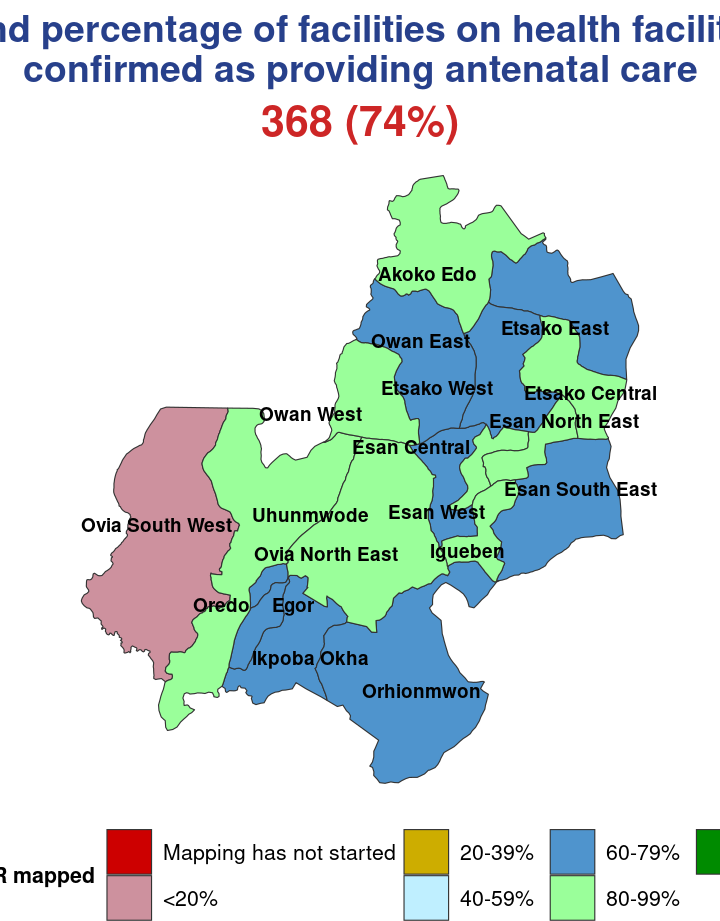 percentage of facilities on health
confirmed as providing antenatal care
368 (74%)
Akoko Edo
Etsako East
Owan East
Etsako West
Etsako Central
Owan West
Esan North East
Esan Central
Esan South East
Esan West
Uhunmwode
Ovia South West
Igueben
Ovia North East
Oredo
Egor
Ikpoba Okha
Orhionmwon
mapped
Mapping has not started
20-39%
60-79%
<20%
40-59%
80-99%